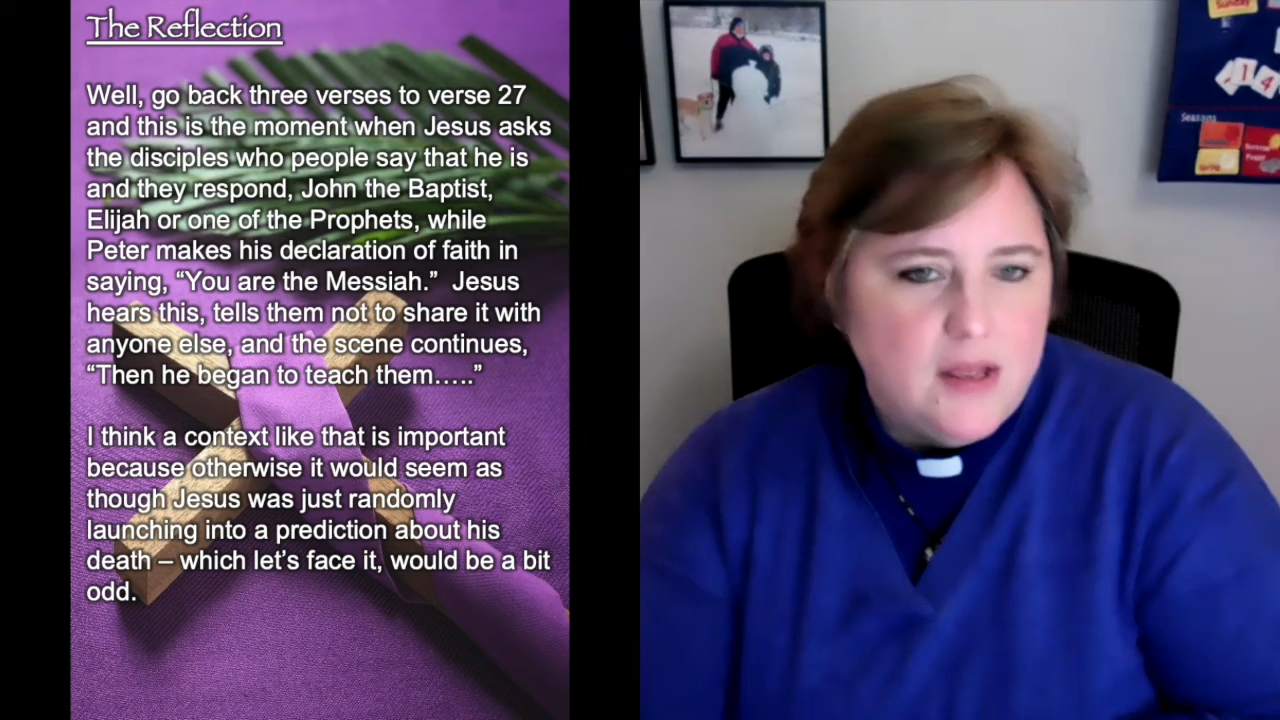 The Reflection
Well, go back three verses to verse 27
and this is the moment when Jesus asks
the disciples who people say that he is
and they respond, John the Baptist,
Elijah or one of the Prophets, while
Peter makes his declaration of faith in
saying, “You are the Messiah.”  Jesus
hears this, tells them not to share it with
anyone else, and the scene continues,
“Then he began to teach them…..”
I think a context like that is important
because otherwise it would seem as
though Jesus was just randomly
launching into a prediction about his
death – which let’s face it, would be a bit
odd.
Sunday
14
Seasons